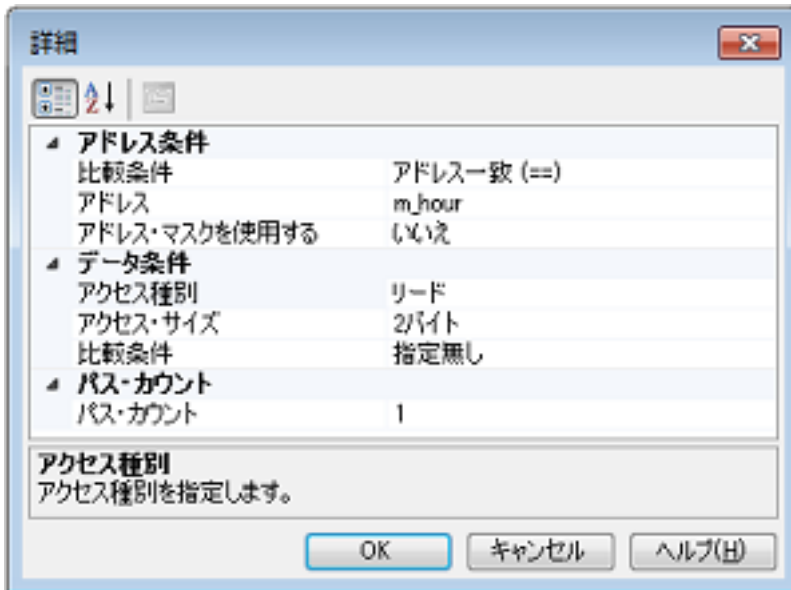 詳細
アドレス条件
比較条件 アドレス一致 (==)
アドレス m_hour
アドレス・マスクを使用する いいえ
データ条件
アクセス種別 リード
アクセス・サイズ 2バイト
比較条件 指定無し
パス・カウント
パス・カウント 1
アクセス種別
アクセス種別を指定します。
OK キャンセル ヘルプ(H)